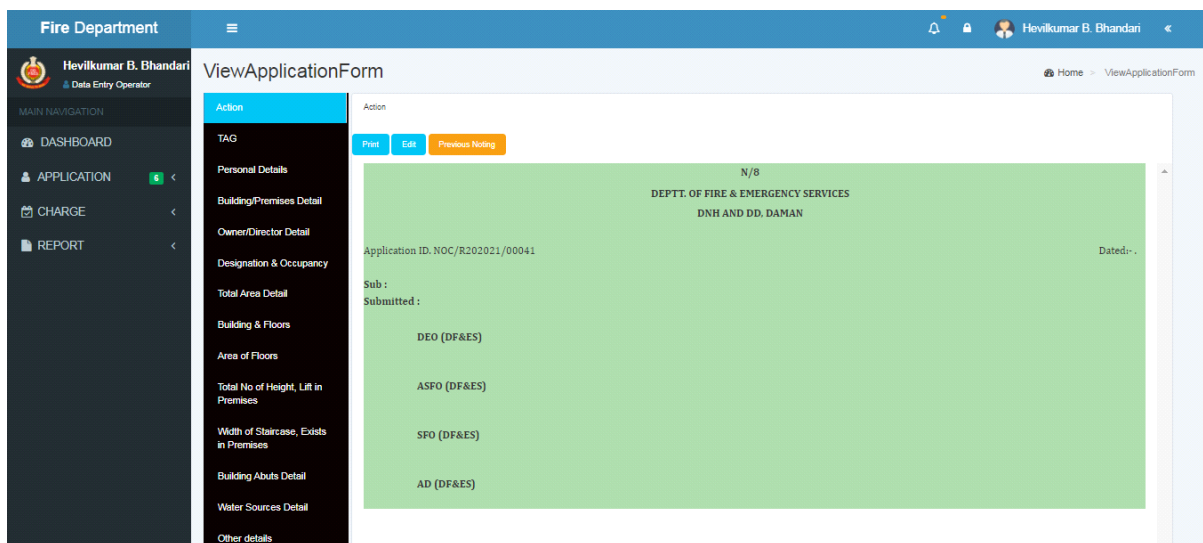 Fire Department
Hevilkumar B. Bhandari
Hevilkumar B. Bhandari
Data Entry Operator
MAIN NAVIGATION
DASHBOARD
APPLICATION 6
CHARGE
REPORT
ViewApplicationForm
Home > ViewApplicationForm
Action
TAG
Personal Details
Building/Premises Detail
Owner/Director Detail
Designation & Occupancy
Total Area Detail
Building & Floors
Area of Floors
Total No of Height, Lift in
Premises
Width of Staircase, Exists
in Premises
Building Abuts Detail
Water Sources Detail
Other details
Action
Print Edit Previous Noting
N/8
DEPTT. OF FIRE & EMERGENCY SERVICES
DNH AND DD, DAMAN
Application ID. NOC/R202021/00041 Dated:- .
Sub :
Submitted :
DEO (DF&ES)
ASFO (DF&ES)
SFO (DF&ES)
AD (DF&ES)